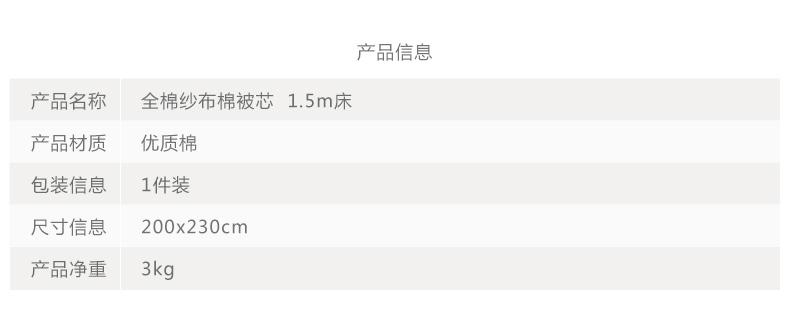 产品信息
产品名称 全棉纱布棉被芯 1.5m床
产品材质 优质棉
包装信息 1件装
尺寸信息 200x230cm
产品净重 3kg